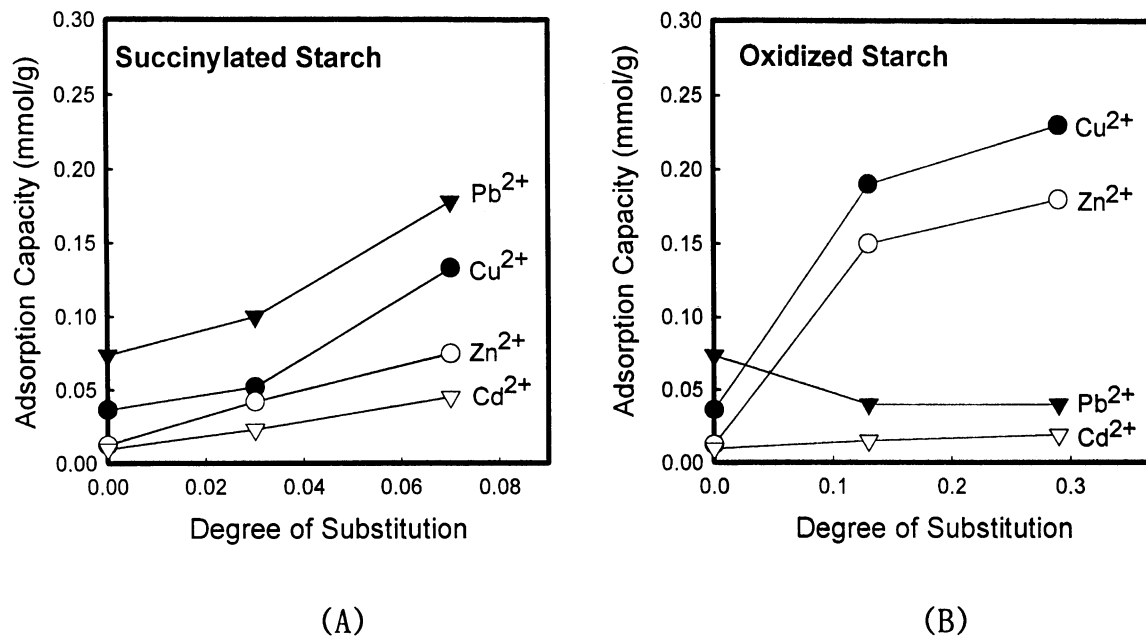 Succinylated Starch
Adsorption Capacity (mmol/g)
0.30
0.25
0.20
0.15
0.10
0.05
0.00
Pb2+
Cu2+
Zn2+
Cd2+
0.00 0.02 0.04 0.06 0.08
Degree of Substitution
(A)
Oxidized Starch
Adsorption Capacity (mmol/g)
0.30
0.25
0.20
0.15
0.10
0.05
0.00
Cu2+
Zn2+
Pb2+
Cd2+
0.0 0.1 0.2 0.3
Degree of Substitution
(B)